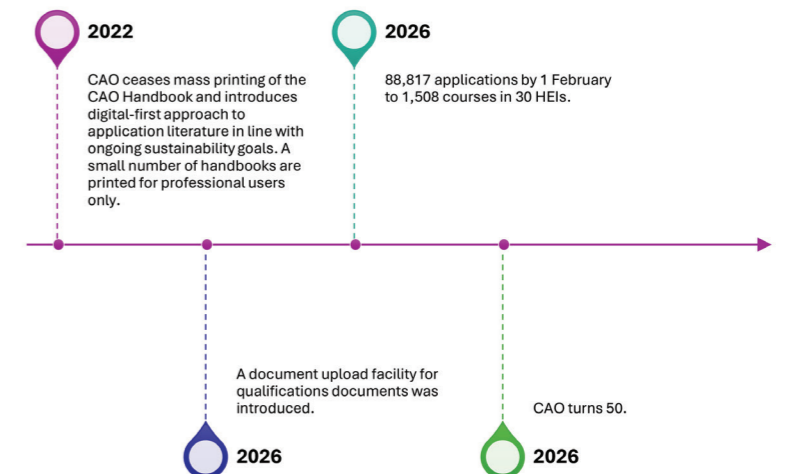 2022
CAO ceases mass printing of the
CAO Handbook and introduces
digital-first approach to
application literature in line with
ongoing sustainability goals. A
small number of handbooks are
printed for professional users
only.
2026
88,817 applications by 1 February
to 1,508 courses in 30 HEIs.
A document upload facility for
qualifications documents was
introduced.
2026
CAO turns 50.
2026